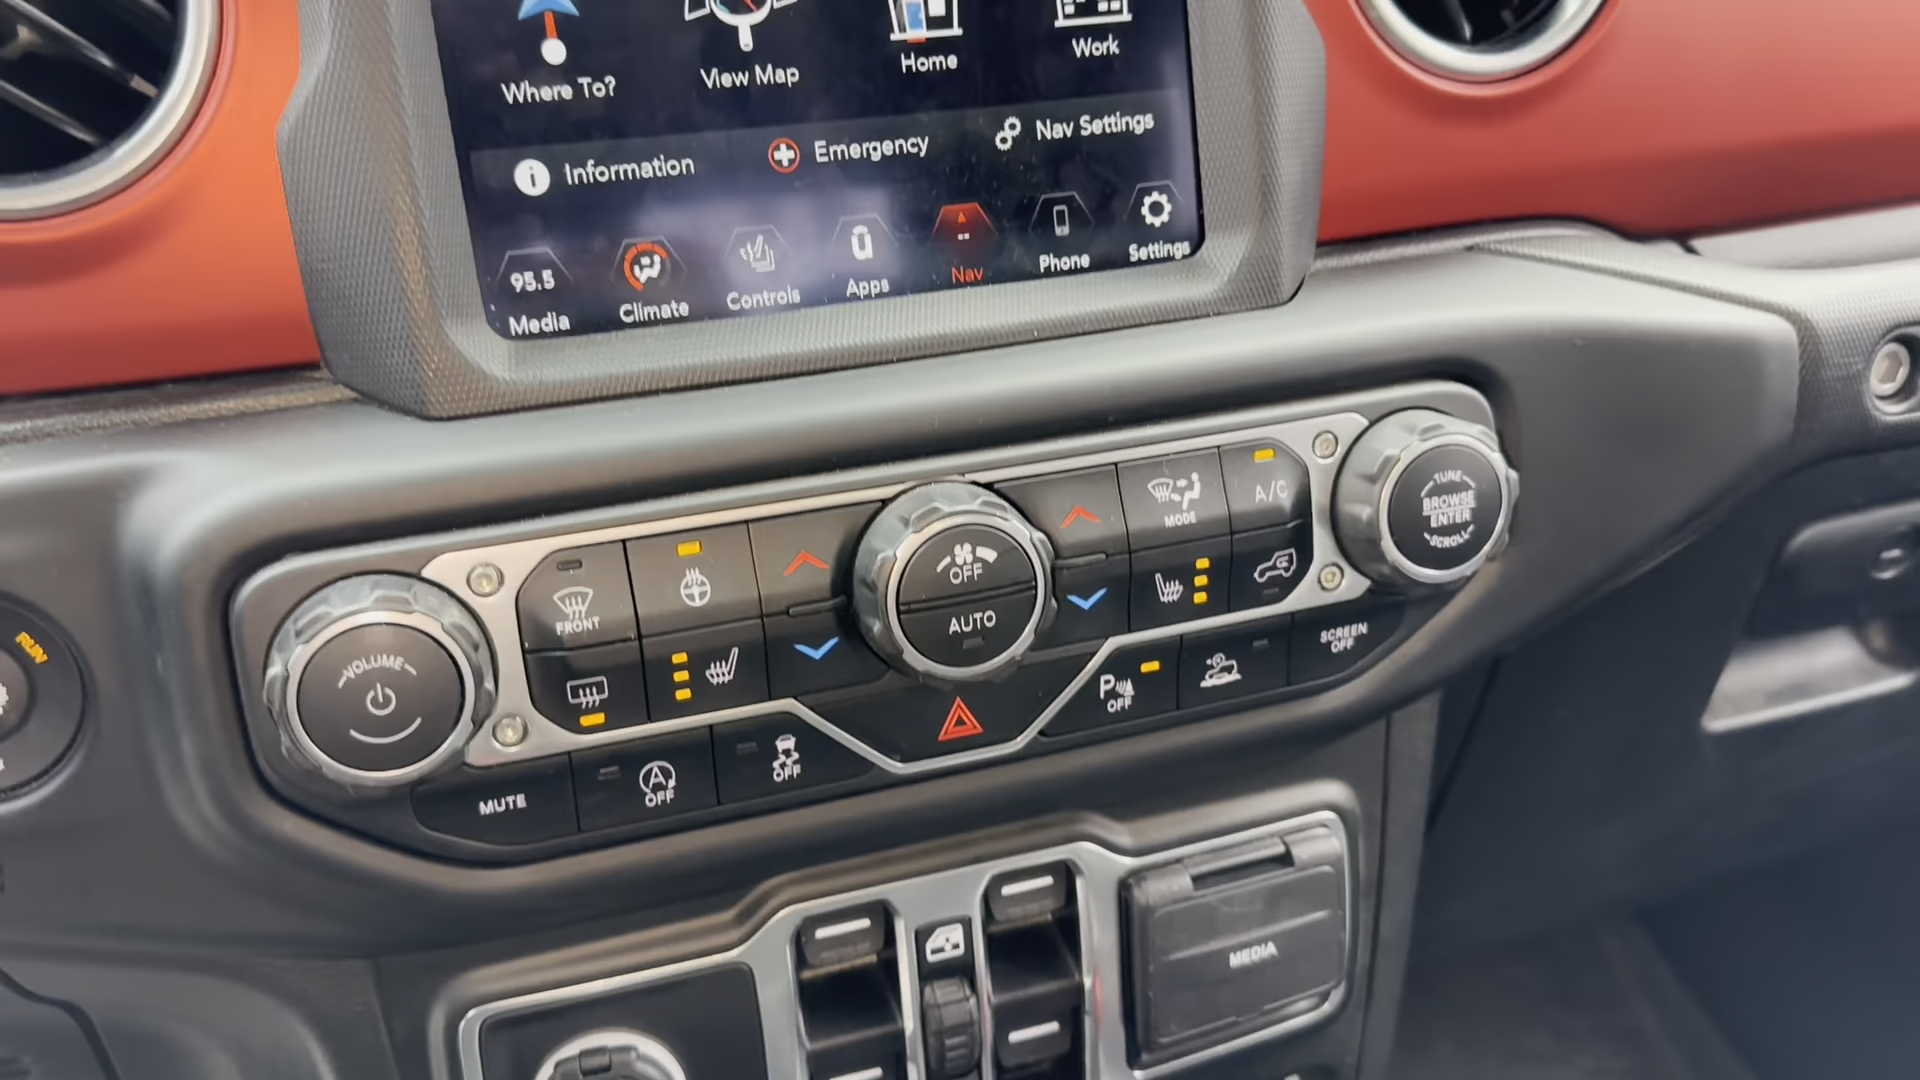 Where To?
View Map
Home
Work
Information
Emergency
Nav Settings
95.5
Media
Climate
Controls
Apps
Nav
Phone
Settings
RUN
VOLUME
FRONT
OFF
AUTO
MODE
A/C
TUNE
BROWSE
ENTER
SCROLL
MUTE
A
OFF
OFF
P
OFF
SCREEN
OFF
MEDIA